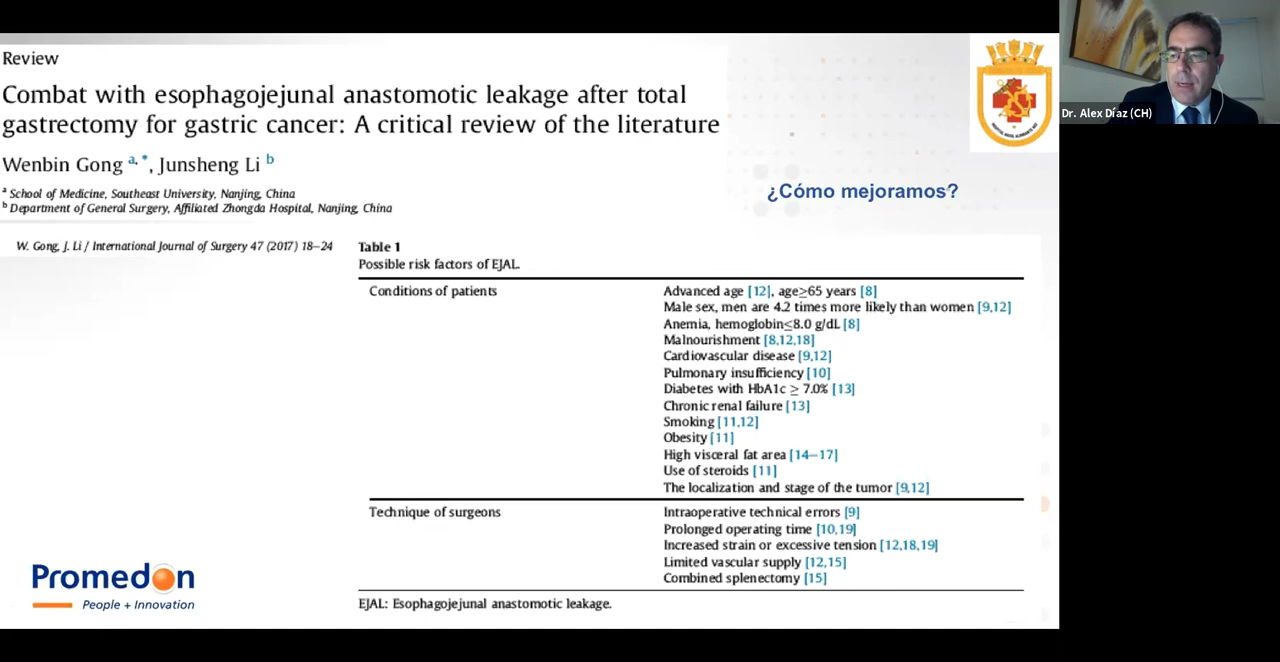 Review
Combat with esophagojejunal anastomotic leakage after total
gastrectomy for gastric cancer: A critical review of the literature
Wenbin Gong a, *, Junsheng Li b
a School of Medicine, Southeast University, Nanjing, China
b Department of General Surgery, Affiliated Zhongda Hospital, Nanjing, China
¿Cómo mejoramos?
W. Gong, J. Li / International Journal of Surgery 47 (2017) 18–24
Table 1
Possible risk factors of EJAL.
Conditions of patients
Advanced age [12], age≥65 years [8]
Male sex, men are 4.2 times more likely than women [9,12]
Anemia, hemoglobin≤8.0 g/dL [8]
Malnourishment [8,12,18]
Cardiovascular disease [9,12]
Pulmonary insufficiency [10]
Diabetes with HbA1c ≥ 7.0% [13]
Chronic renal failure [13]
Smoking [11,12]
Obesity [11]
High visceral fat area [14–17]
Use of steroids [11]
The localization and stage of the tumor [9,12]
Technique of surgeons
Intraoperative technical errors [9]
Prolonged operating time [10,19]
Increased strain or excessive tension [12,18,19]
Limited vascular supply [12,15]
Combined splenectomy [15]
EJAL: Esophagojejunal anastomotic leakage.
Promedon
People + Innovation
Dr. Alex Díaz (CH)